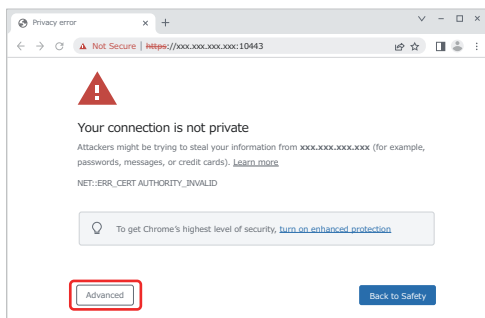 Privacy error
Not Secure | https://xxx.xxx.xxx.xxx:10443
Your connection is not private
Attackers might be trying to steal your information from xxx.xxx.xxx.xxx (for example,
passwords, messages, or credit cards). Learn more
NET::ERR_CERT AUTHORITY_INVALID
To get Chrome's highest level of security, turn on enhanced protection
Advanced
Back to Safety